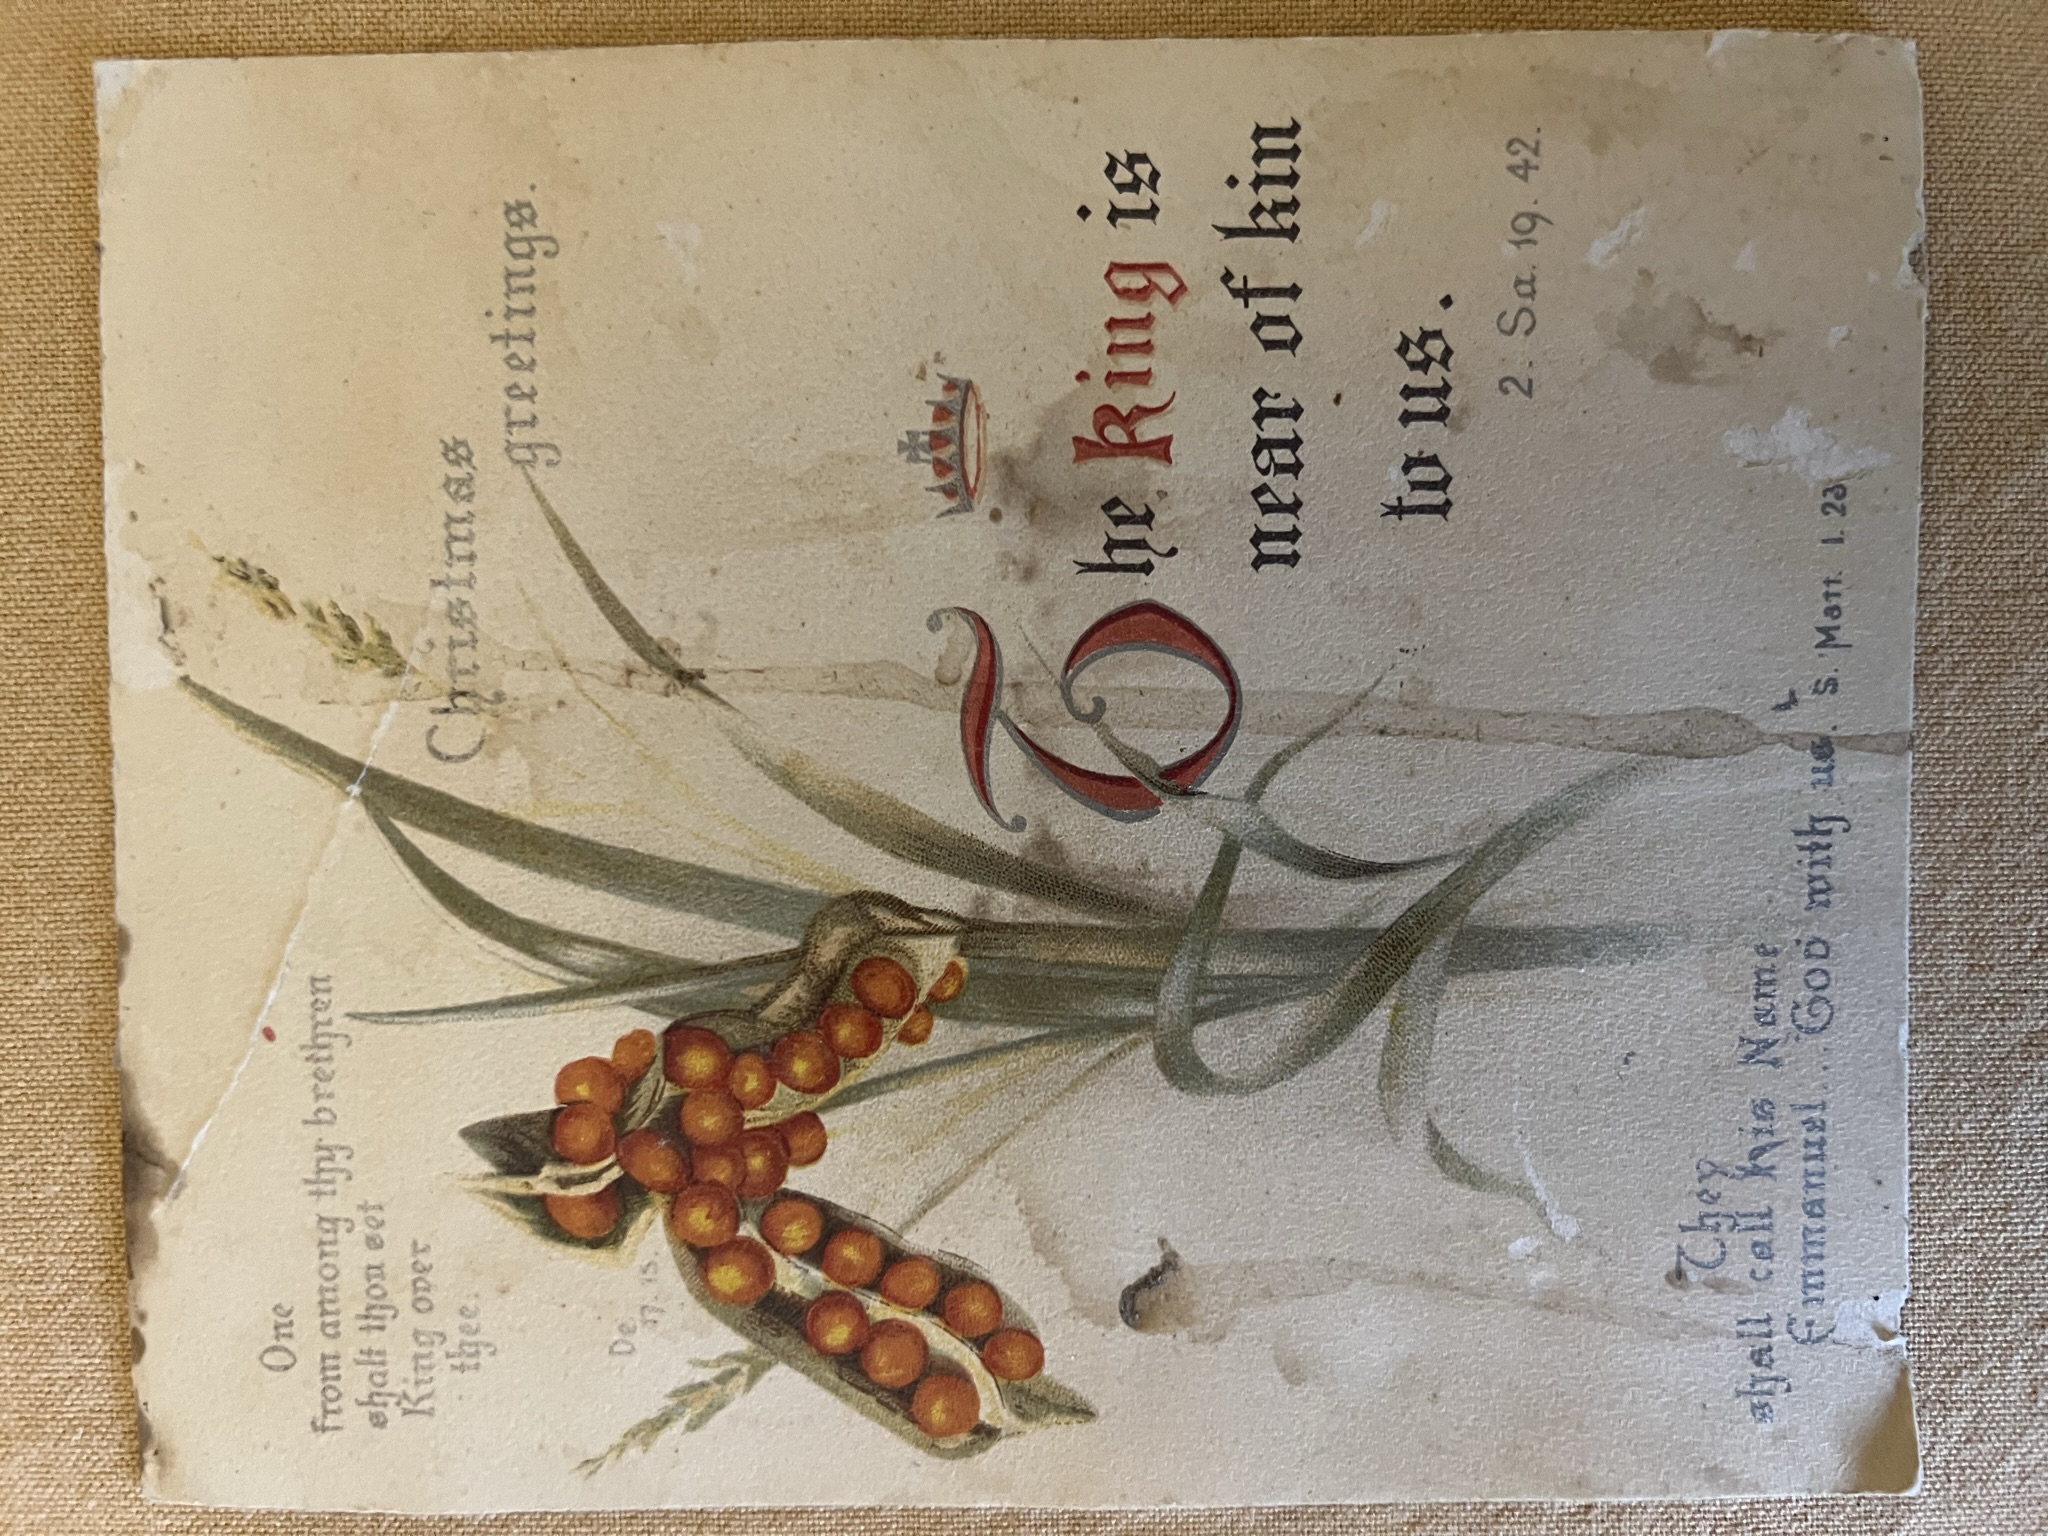 One
from among thy brethren
shalt thou set
King over
thee.
De. 17. 15.
Christmas
greetings.
The King is
near of kin
to us.
2. Sa. 19. 42.
They
shall call his Name
Emmanuel... God with us. S. Matt. 1. 23